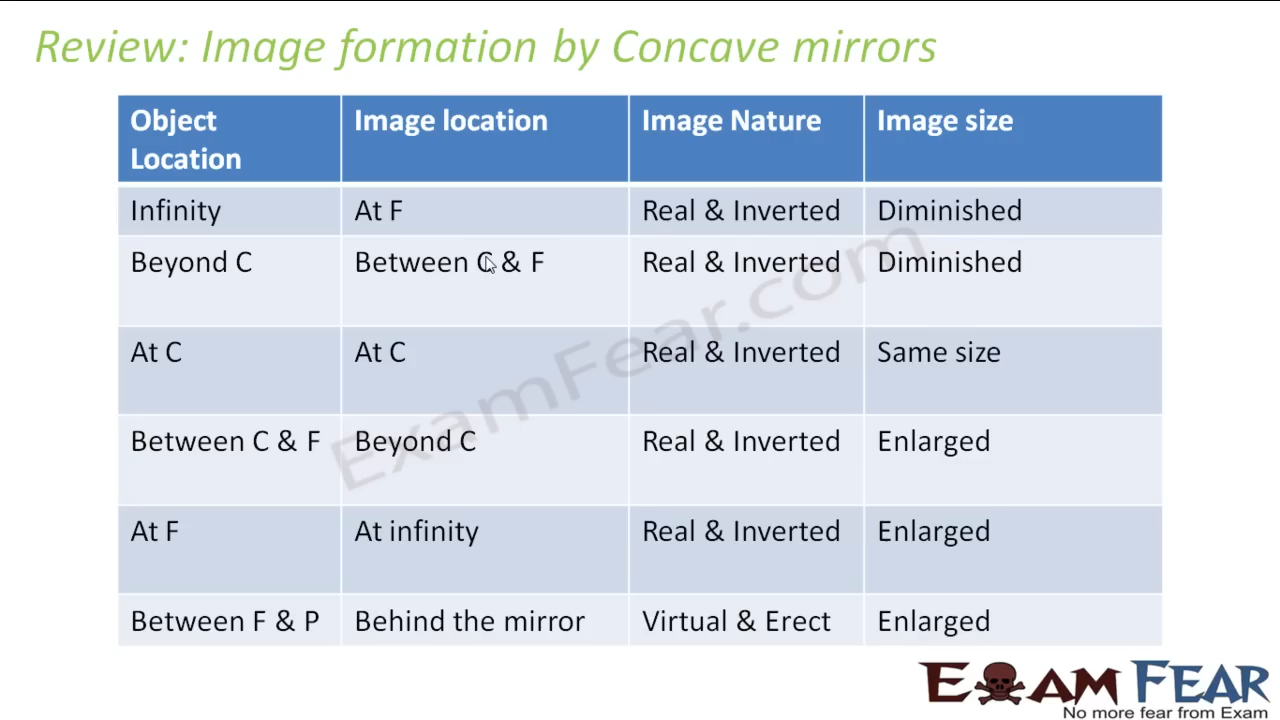 Review: Image formation by Concave mirrors
Object Location Image location Image Nature Image size
Infinity At F Real & Inverted Diminished
Beyond C Between C & F Real & Inverted Diminished
At C At C Real & Inverted Same size
Between C & F Beyond C Real & Inverted Enlarged
At F At infinity Real & Inverted Enlarged
Between F & P Behind the mirror Virtual & Erect Enlarged
ExamFear.com
EXAM FEAR
No more fear from Exam